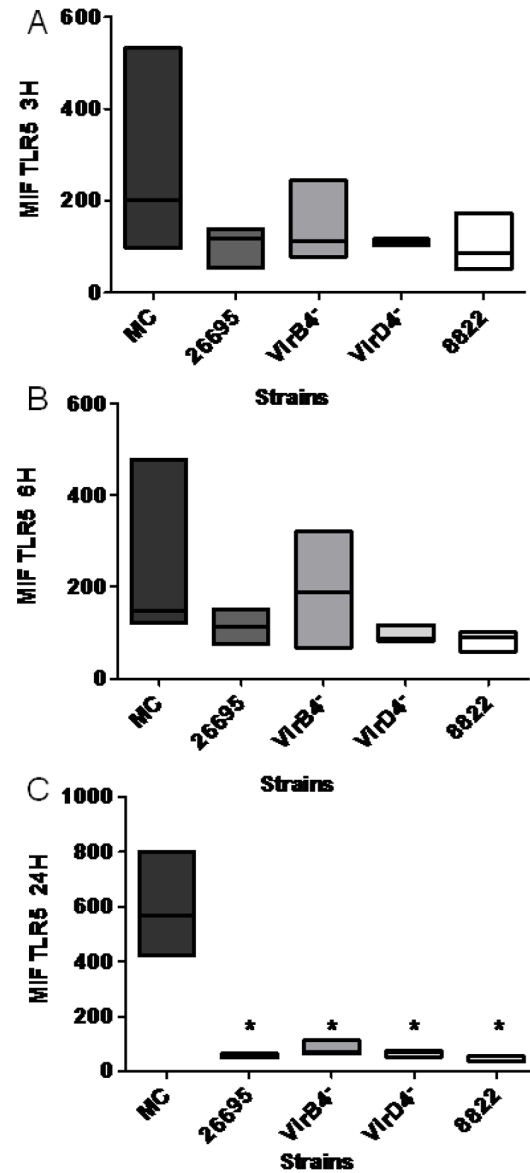 A
MIF TLR5 3H
600
400
200
0
MC
26695
VirB4-
VirD4-
8822
Strains
B
MIF TLR5 6H
600
400
200
0
MC
26695
VirB4-
VirD4-
8822
Strains
C
MIF TLR5 24H
1000
800
600
400
200
0
* * * *
MC
26695
VirB4-
VirD4-
8822
Strains